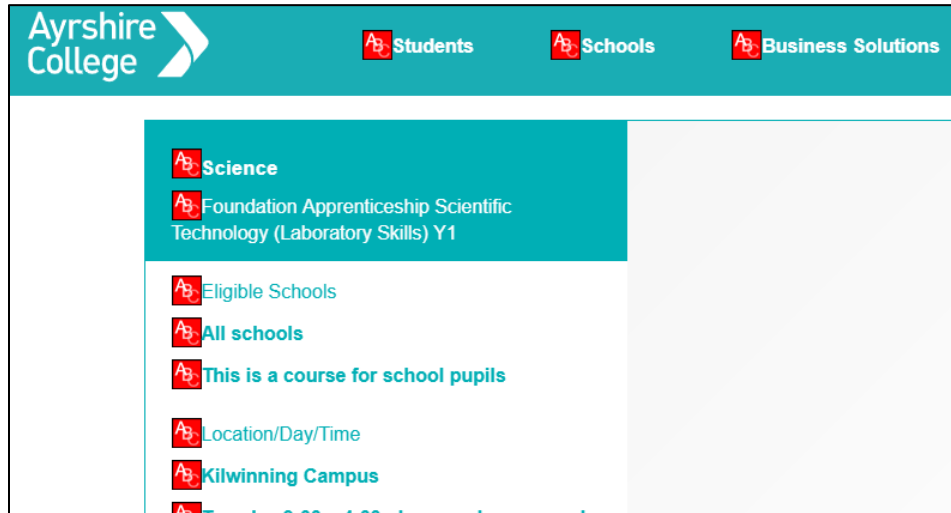 Ayrshire
College
Students
Schools
Business Solutions
Science
Foundation Apprenticeship Scientific
Technology (Laboratory Skills) Y1
Eligible Schools
All schools
This is a course for school pupils
Location/Day/Time
Kilwinning Campus